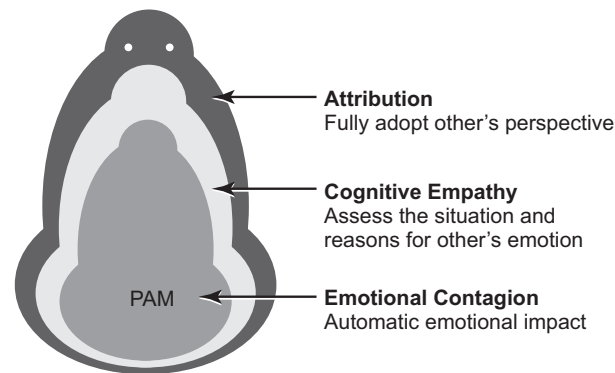 Attribution
Fully adopt other's perspective
Cognitive Empathy
Assess the situation and
reasons for other's emotion
PAM
Emotional Contagion
Automatic emotional impact